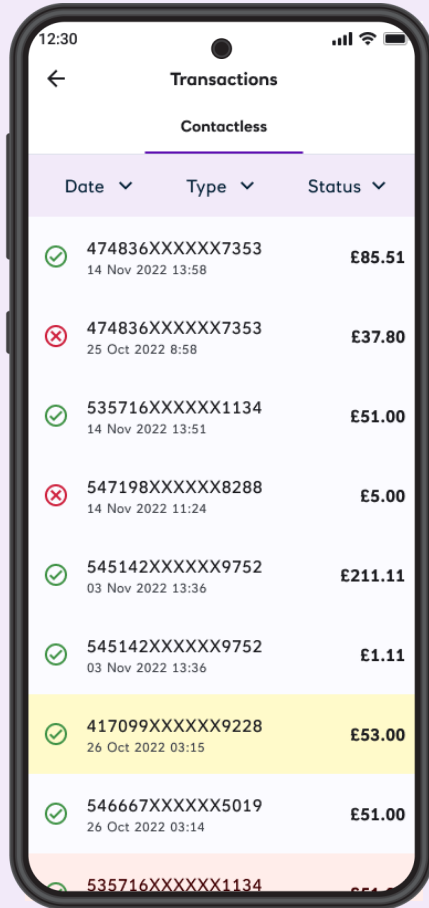 12:30
Transactions
Contactless
Date Type Status
474836XXXXXX7353
14 Nov 2022 13:58
£85.51
474836XXXXXX7353
25 Oct 2022 8:58
£37.80
535716XXXXXX1134
14 Nov 2022 13:51
£51.00
547198XXXXXX8288
14 Nov 2022 11:24
£5.00
545142XXXXXX9752
03 Nov 2022 13:36
£211.11
545142XXXXXX9752
03 Nov 2022 13:36
£1.11
417099XXXXXX9228
26 Oct 2022 03:15
£53.00
546667XXXXXX5019
26 Oct 2022 03:14
£51.00
535716XXXXXX1134